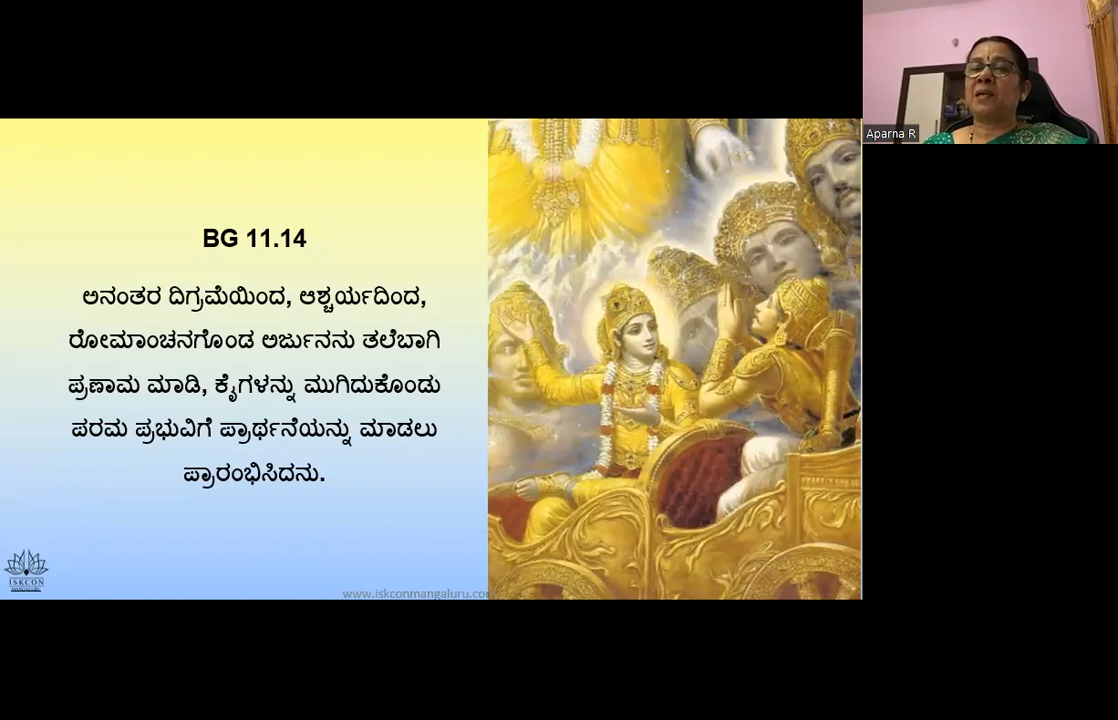 BG 11.14
ಅನಂತರ ದಿಗ್ರಮೆಯಿಂದ, ಆಶ್ಚರ್ಯದಿಂದ,
ರೋಮಾಂಚನಗೊಂಡ ಅರ್ಜುನನು ತಲೆಬಾಗಿ
ಪ್ರಣಾಮ ಮಾಡಿ, ಕೈಗಳನ್ನು ಮುಗಿದುಕೊಂಡು
ಪರಮ ಪ್ರಭುವಿಗೆ ಪ್ರಾರ್ಥನೆಯನ್ನು ಮಾಡಲು
ಪ್ರಾರಂಭಿಸಿದನು.
ISKCON
www.iskconmangaluru.com
Aparna R